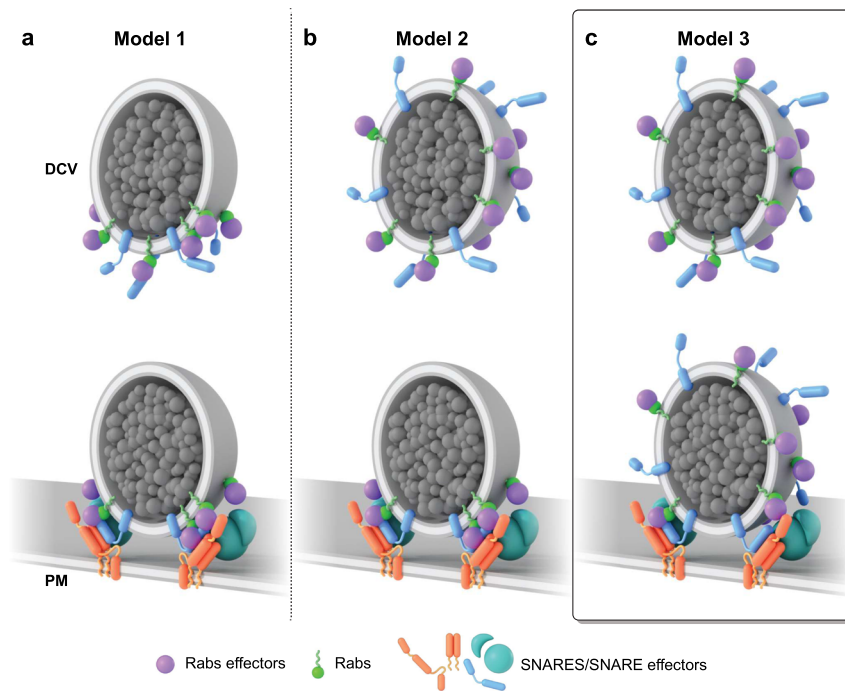 a Model 1
b Model 2
c Model 3
DCV
PM
Rabs effectors
Rabs
SNARES/SNARE effectors